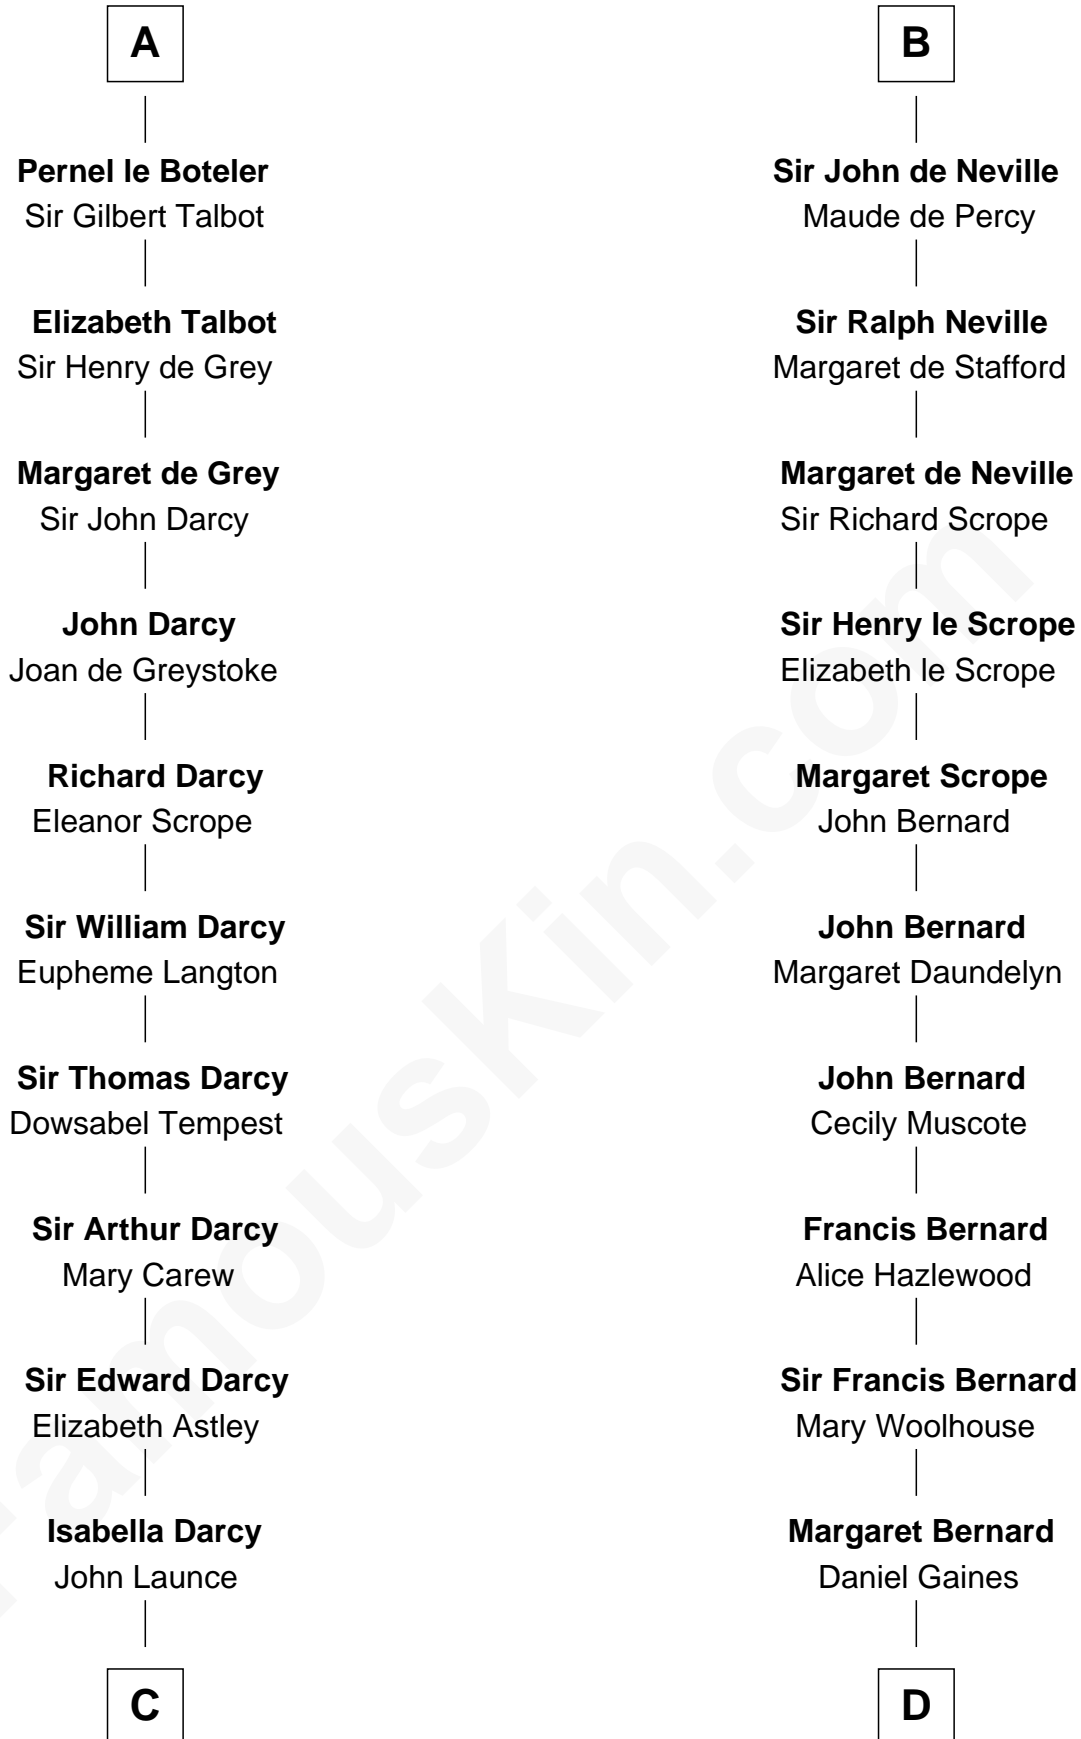 A
Pernel le Boteler
Sir Gilbert Talbot
Elizabeth Talbot
Sir Henry de Grey
Margaret de Grey
Sir John Darcy
John Darcy
Joan de Greystoke
Richard Darcy
Eleanor Scrope
Sir William Darcy
Eupheme Langton
Sir Thomas Darcy
Dowsabel Tempest
Sir Arthur Darcy
Mary Carew
Sir Edward Darcy
Elizabeth Astley
Isabella Darcy
John Launce
C
B
Sir John de Neville
Maude de Percy
Sir Ralph Neville
Margaret de Stafford
Margaret de Neville
Sir Richard Scrope
Sir Henry le Scrope
Elizabeth le Scrope
Margaret Scrope
John Bernard
John Bernard
Margaret Daundelyn
John Bernard
Cecily Muscote
Francis Bernard
Alice Hazlewood
Sir Francis Bernard
Mary Woolhouse
Margaret Bernard
Daniel Gaines
D
FamousKin.com